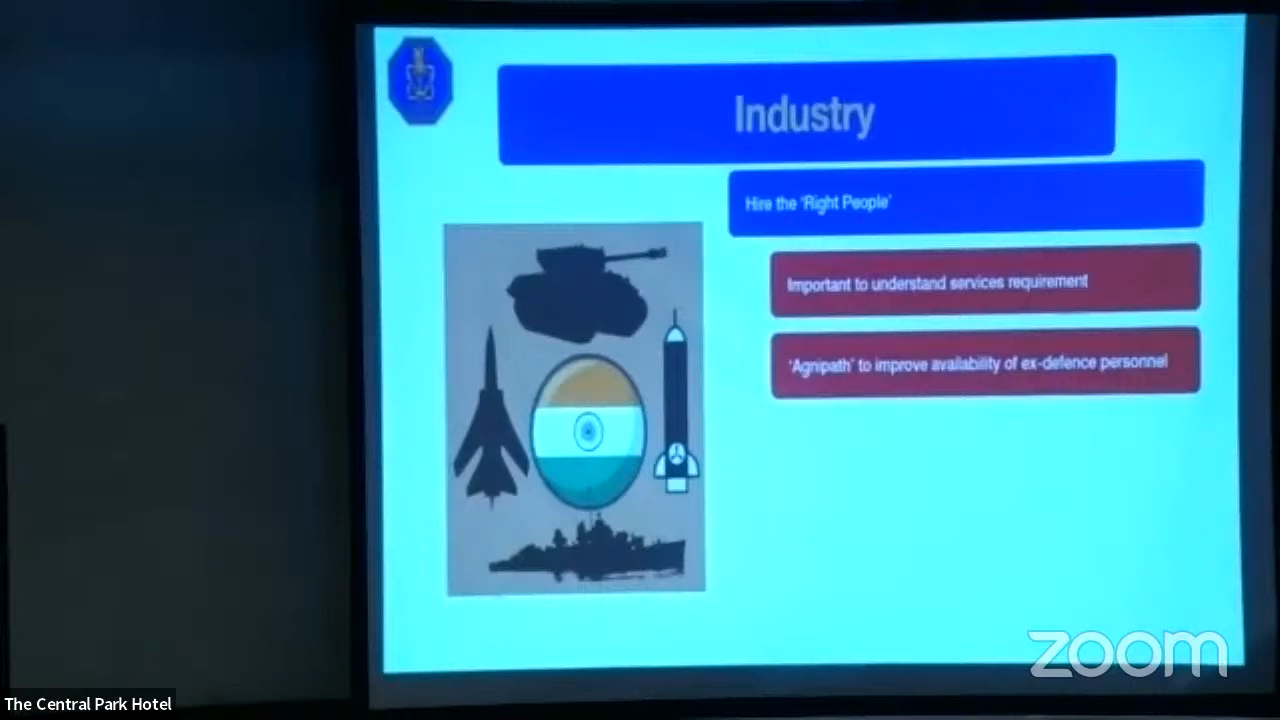 Industry
Hire the 'Right People'
Important to understand services requirement
'Agnipath' to improve availability of ex-defence personnel
zoom
The Central Park Hotel